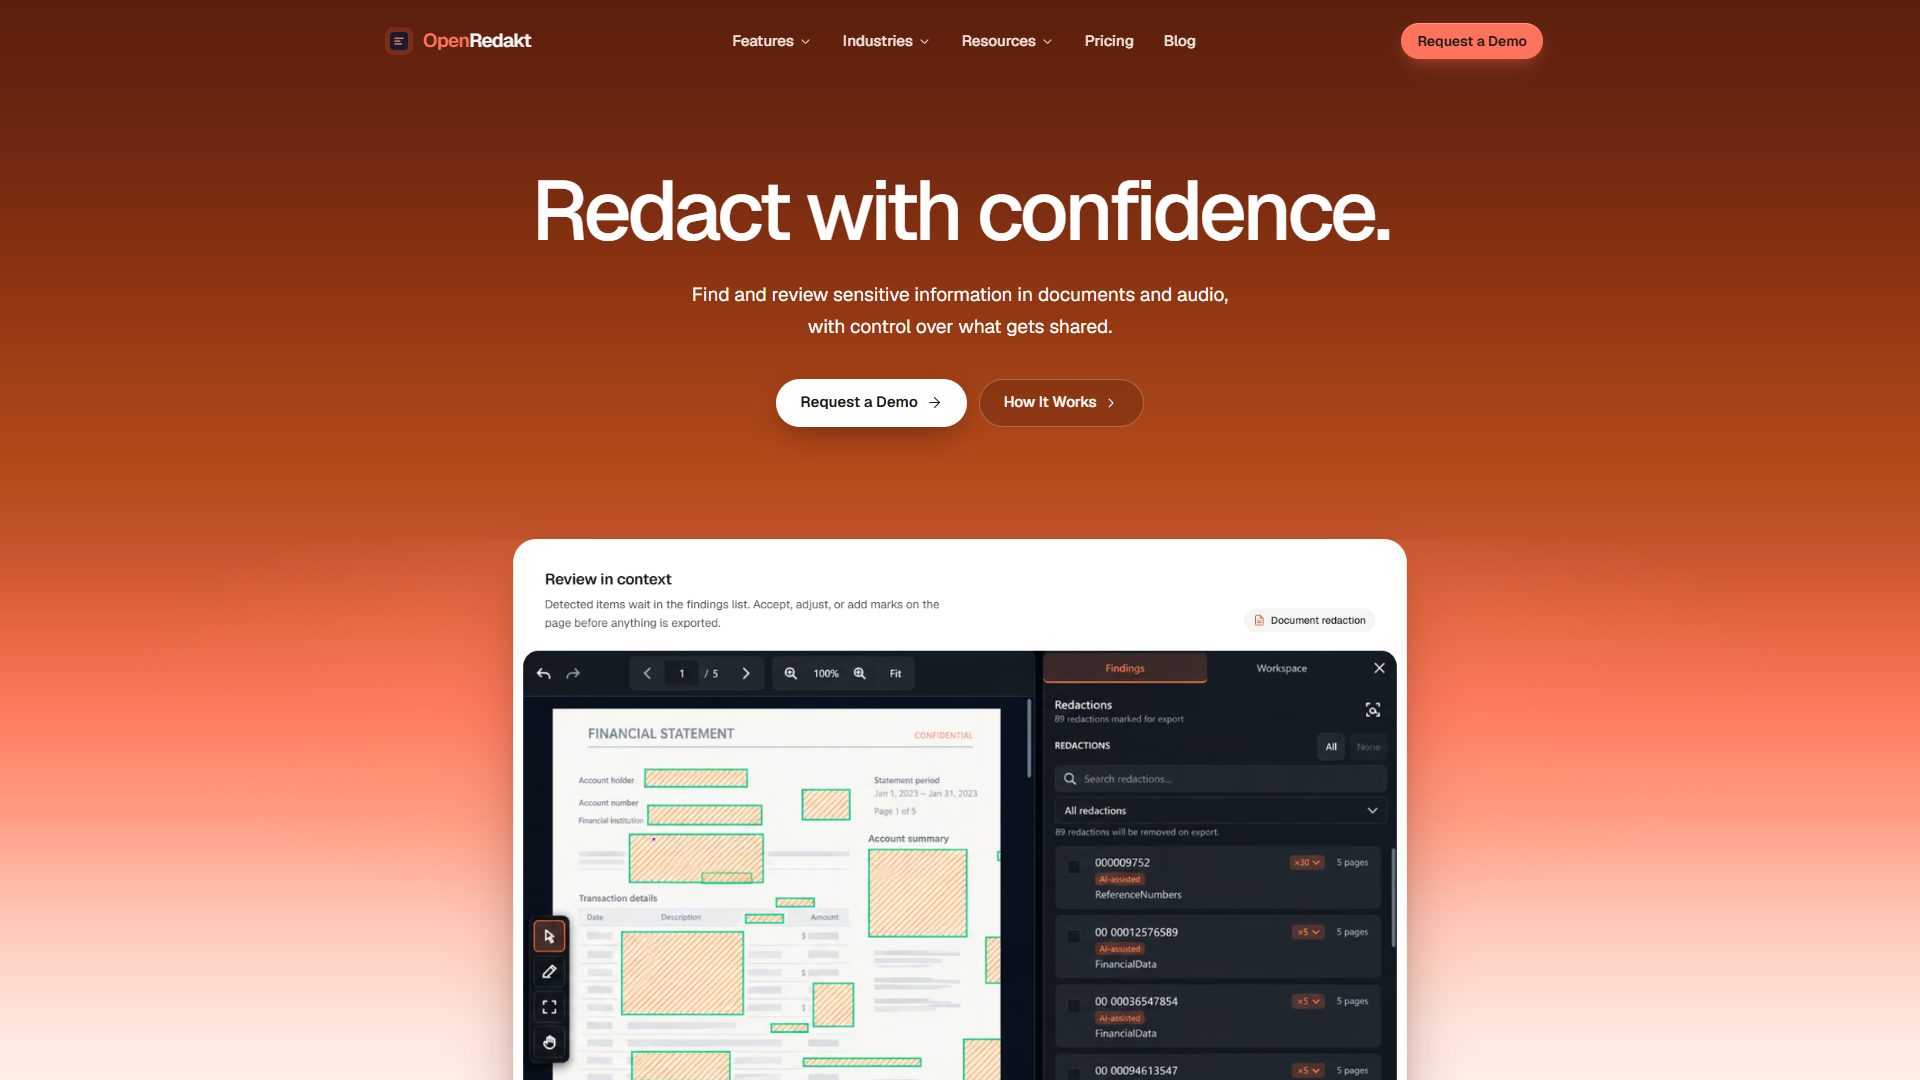 OpenRedakt
Features
Industries
Resources
Pricing
Blog
Request a Demo
Redact with confidence.
Find and review sensitive information in documents and audio,
with control over what gets shared.
Request a Demo
How It Works
Review in context
Detected items wait in the findings list. Accept, adjust, or add marks on the
page before anything is exported.
Document redaction
1 / 5
100%
Fit
Findings
Workspace
FINANCIAL STATEMENT
CONFIDENTIAL
Account holder
Account number
Financial institution
Statement period
Jan 1, 2023 – Jan 31, 2023
Page 1 of 5
Account summary
Transaction details
Date
Description
Amount
$
$
$
Redactions
89 redactions marked for export
REDACTIONS
All
None
Search redactions...
All redactions
89 redactions will be removed on export.
000009752
×30
5 pages
AI-assisted
ReferenceNumbers
00 00012576589
×5
5 pages
AI-assisted
FinancialData
00 00036547854
×5
5 pages
AI-assisted
FinancialData
00 00094613547
×5
5 pages